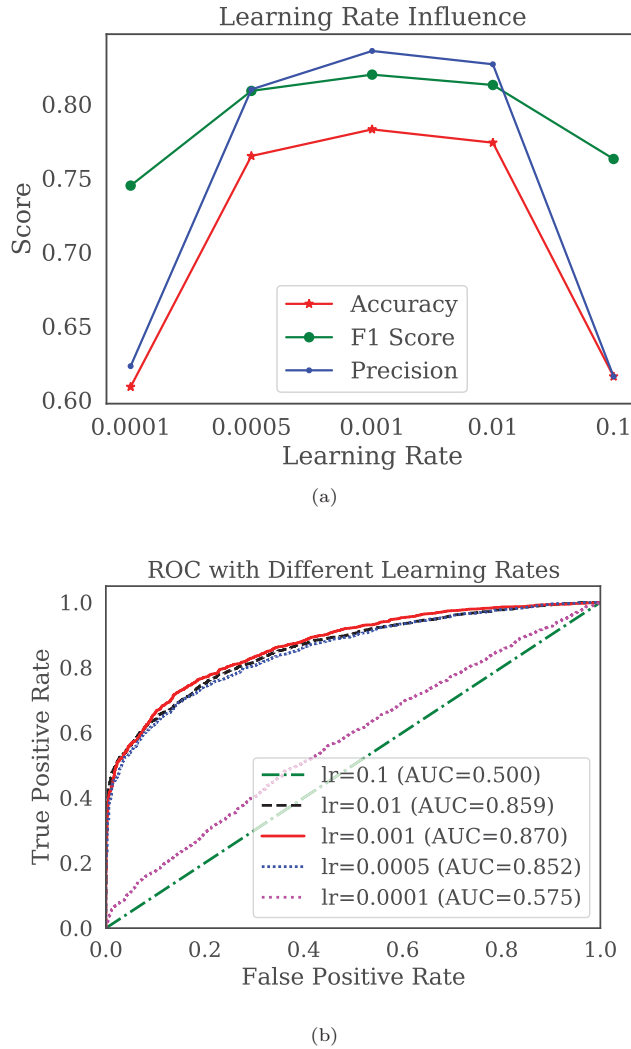 Learning Rate Influence
Score
0.80
0.75
0.70
0.65
0.60
Accuracy
F1 Score
Precision
0.0001 0.0005 0.001 0.01 0.1
Learning Rate
(a)
ROC with Different Learning Rates
True Positive Rate
1.0
0.8
0.6
0.4
0.2
0.0
lr=0.1 (AUC=0.500)
lr=0.01 (AUC=0.859)
lr=0.001 (AUC=0.870)
lr=0.0005 (AUC=0.852)
lr=0.0001 (AUC=0.575)
0.0 0.2 0.4 0.6 0.8 1.0
False Positive Rate
(b)